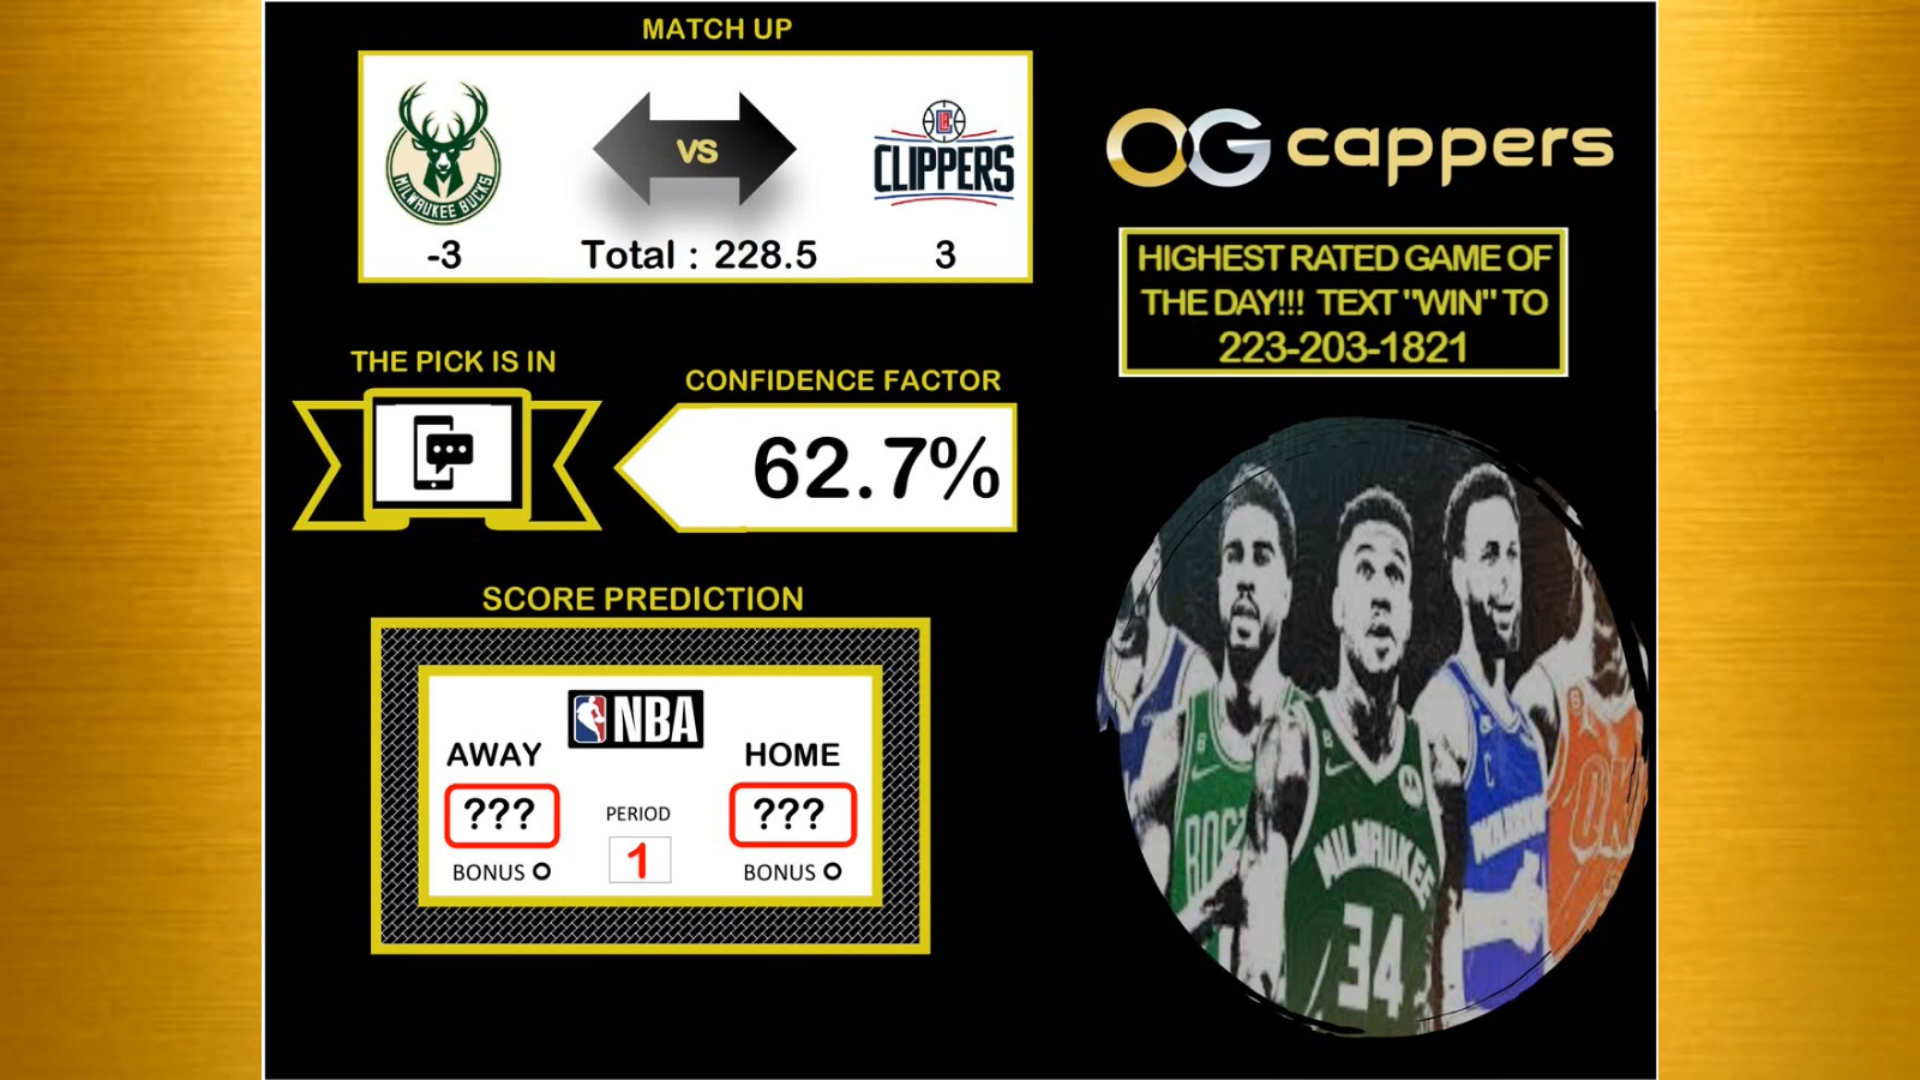 MATCH UP
MILWAUKEE BUCKS
VS
CLIPPERS
-3
Total : 228.5
3
OG cappers
HIGHEST RATED GAME OF
THE DAY!!! TEXT "WIN" TO
223-203-1821
THE PICK IS IN
CONFIDENCE FACTOR
62.7%
SCORE PREDICTION
NBA
AWAY
HOME
???
PERIOD
???
1
BONUS
BONUS
MILWAUKEE
34
6
6
C